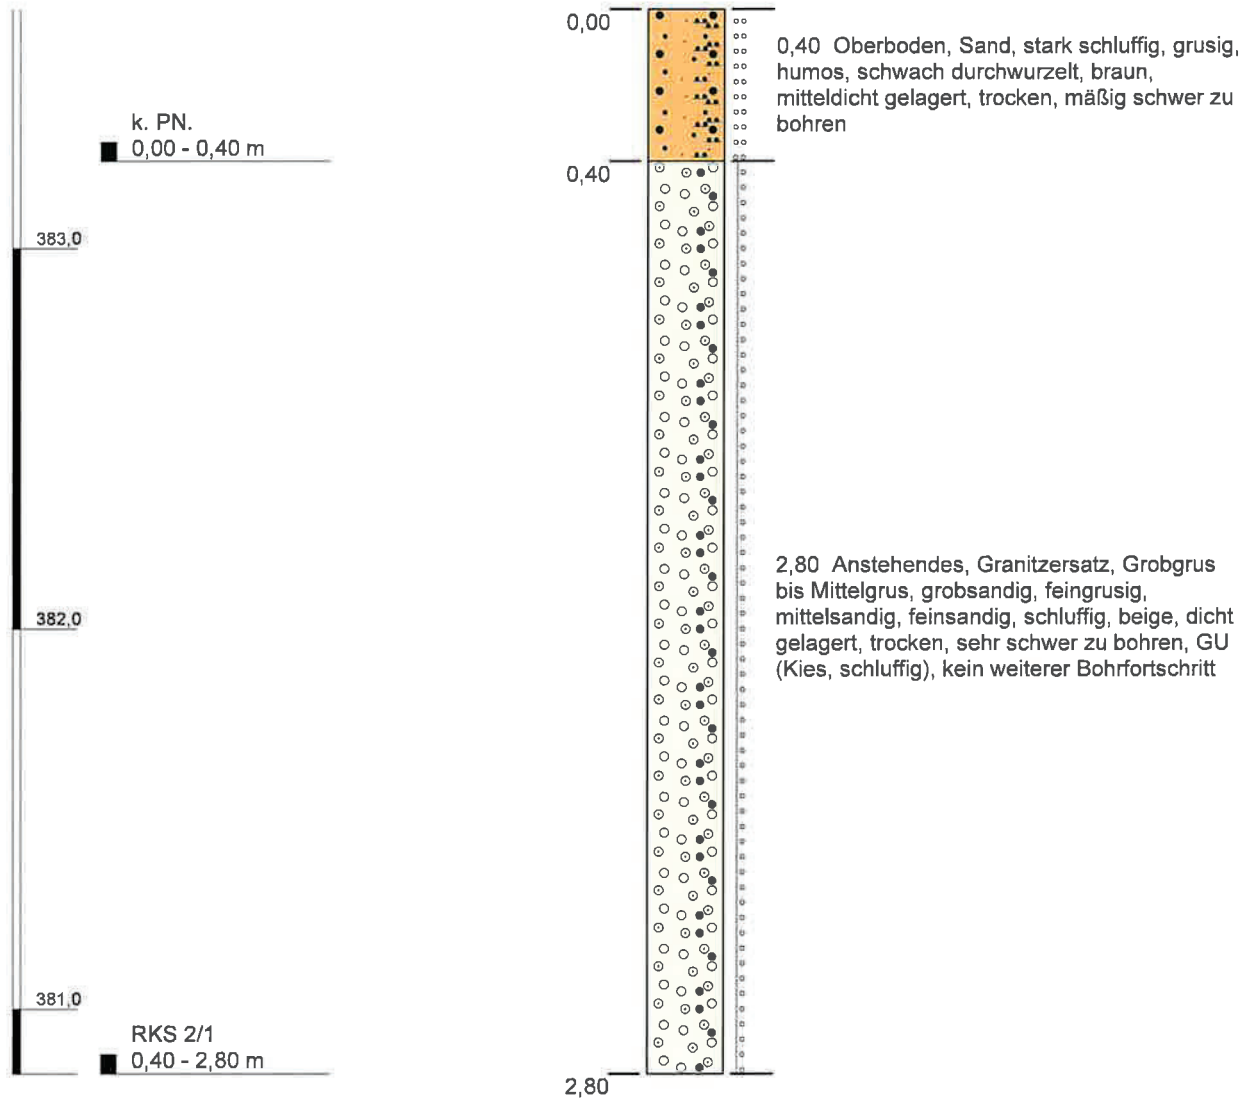 0,00
0,40 Oberboden, Sand, stark schluffig, grusig,
humos, schwach durchwurzelt, braun,
mitteldicht gelagert, trocken, mäßig schwer zu
bohren
k. PN.
0,00 - 0,40 m
0,40
383,0
2,80 Anstehendes, Granitzersatz, Grobgrus
bis Mittelgrus, grobsandig, feingrusig,
mittelsandig, feinsandig, schluffig, beige, dicht
gelagert, trocken, sehr schwer zu bohren, GU
(Kies, schluffig), kein weiterer Bohrfortschritt
382,0
381,0
RKS 2/1
0,40 - 2,80 m
2,80